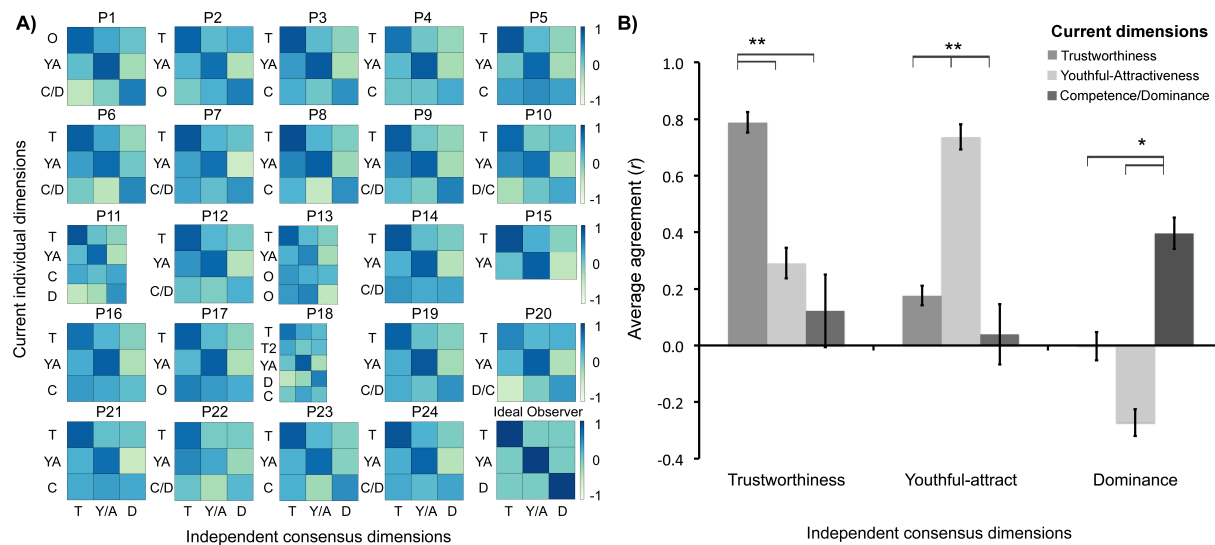 A)
Current individual dimensions
P1 P2 P3 P4 P5
O T T T T 1
YA YA YA YA YA 0
C/D O C C C -1
P6 P7 P8 P9 P10
T T T T T 1
YA YA YA YA YA 0
C/D C/D C C/D D/C -1
P11 P12 P13 P14 P15
T T T T T 1
YA YA YA YA YA 0
C O
D C/D O C/D -1
P16 P17 P18 P19 P20
T T T T T 1
T2
YA YA YA YA YA 0
D
C O C C/D D/C -1
P21 P22 P23 P24 Ideal Observer
T T T T T 1
YA YA YA YA YA 0
C C/D C C/D D -1
T Y/A D T Y/A D T Y/A D T Y/A D T Y/A D
Independent consensus dimensions
B)
Current dimensions
Trustworthiness
Youthful-Attractiveness
Competence/Dominance
** ** *
Average agreement (r)
1.0
0.8
0.6
0.4
0.2
0.0
-0.2
-0.4
Trustworthiness Youthful-attract Dominance
Independent consensus dimensions